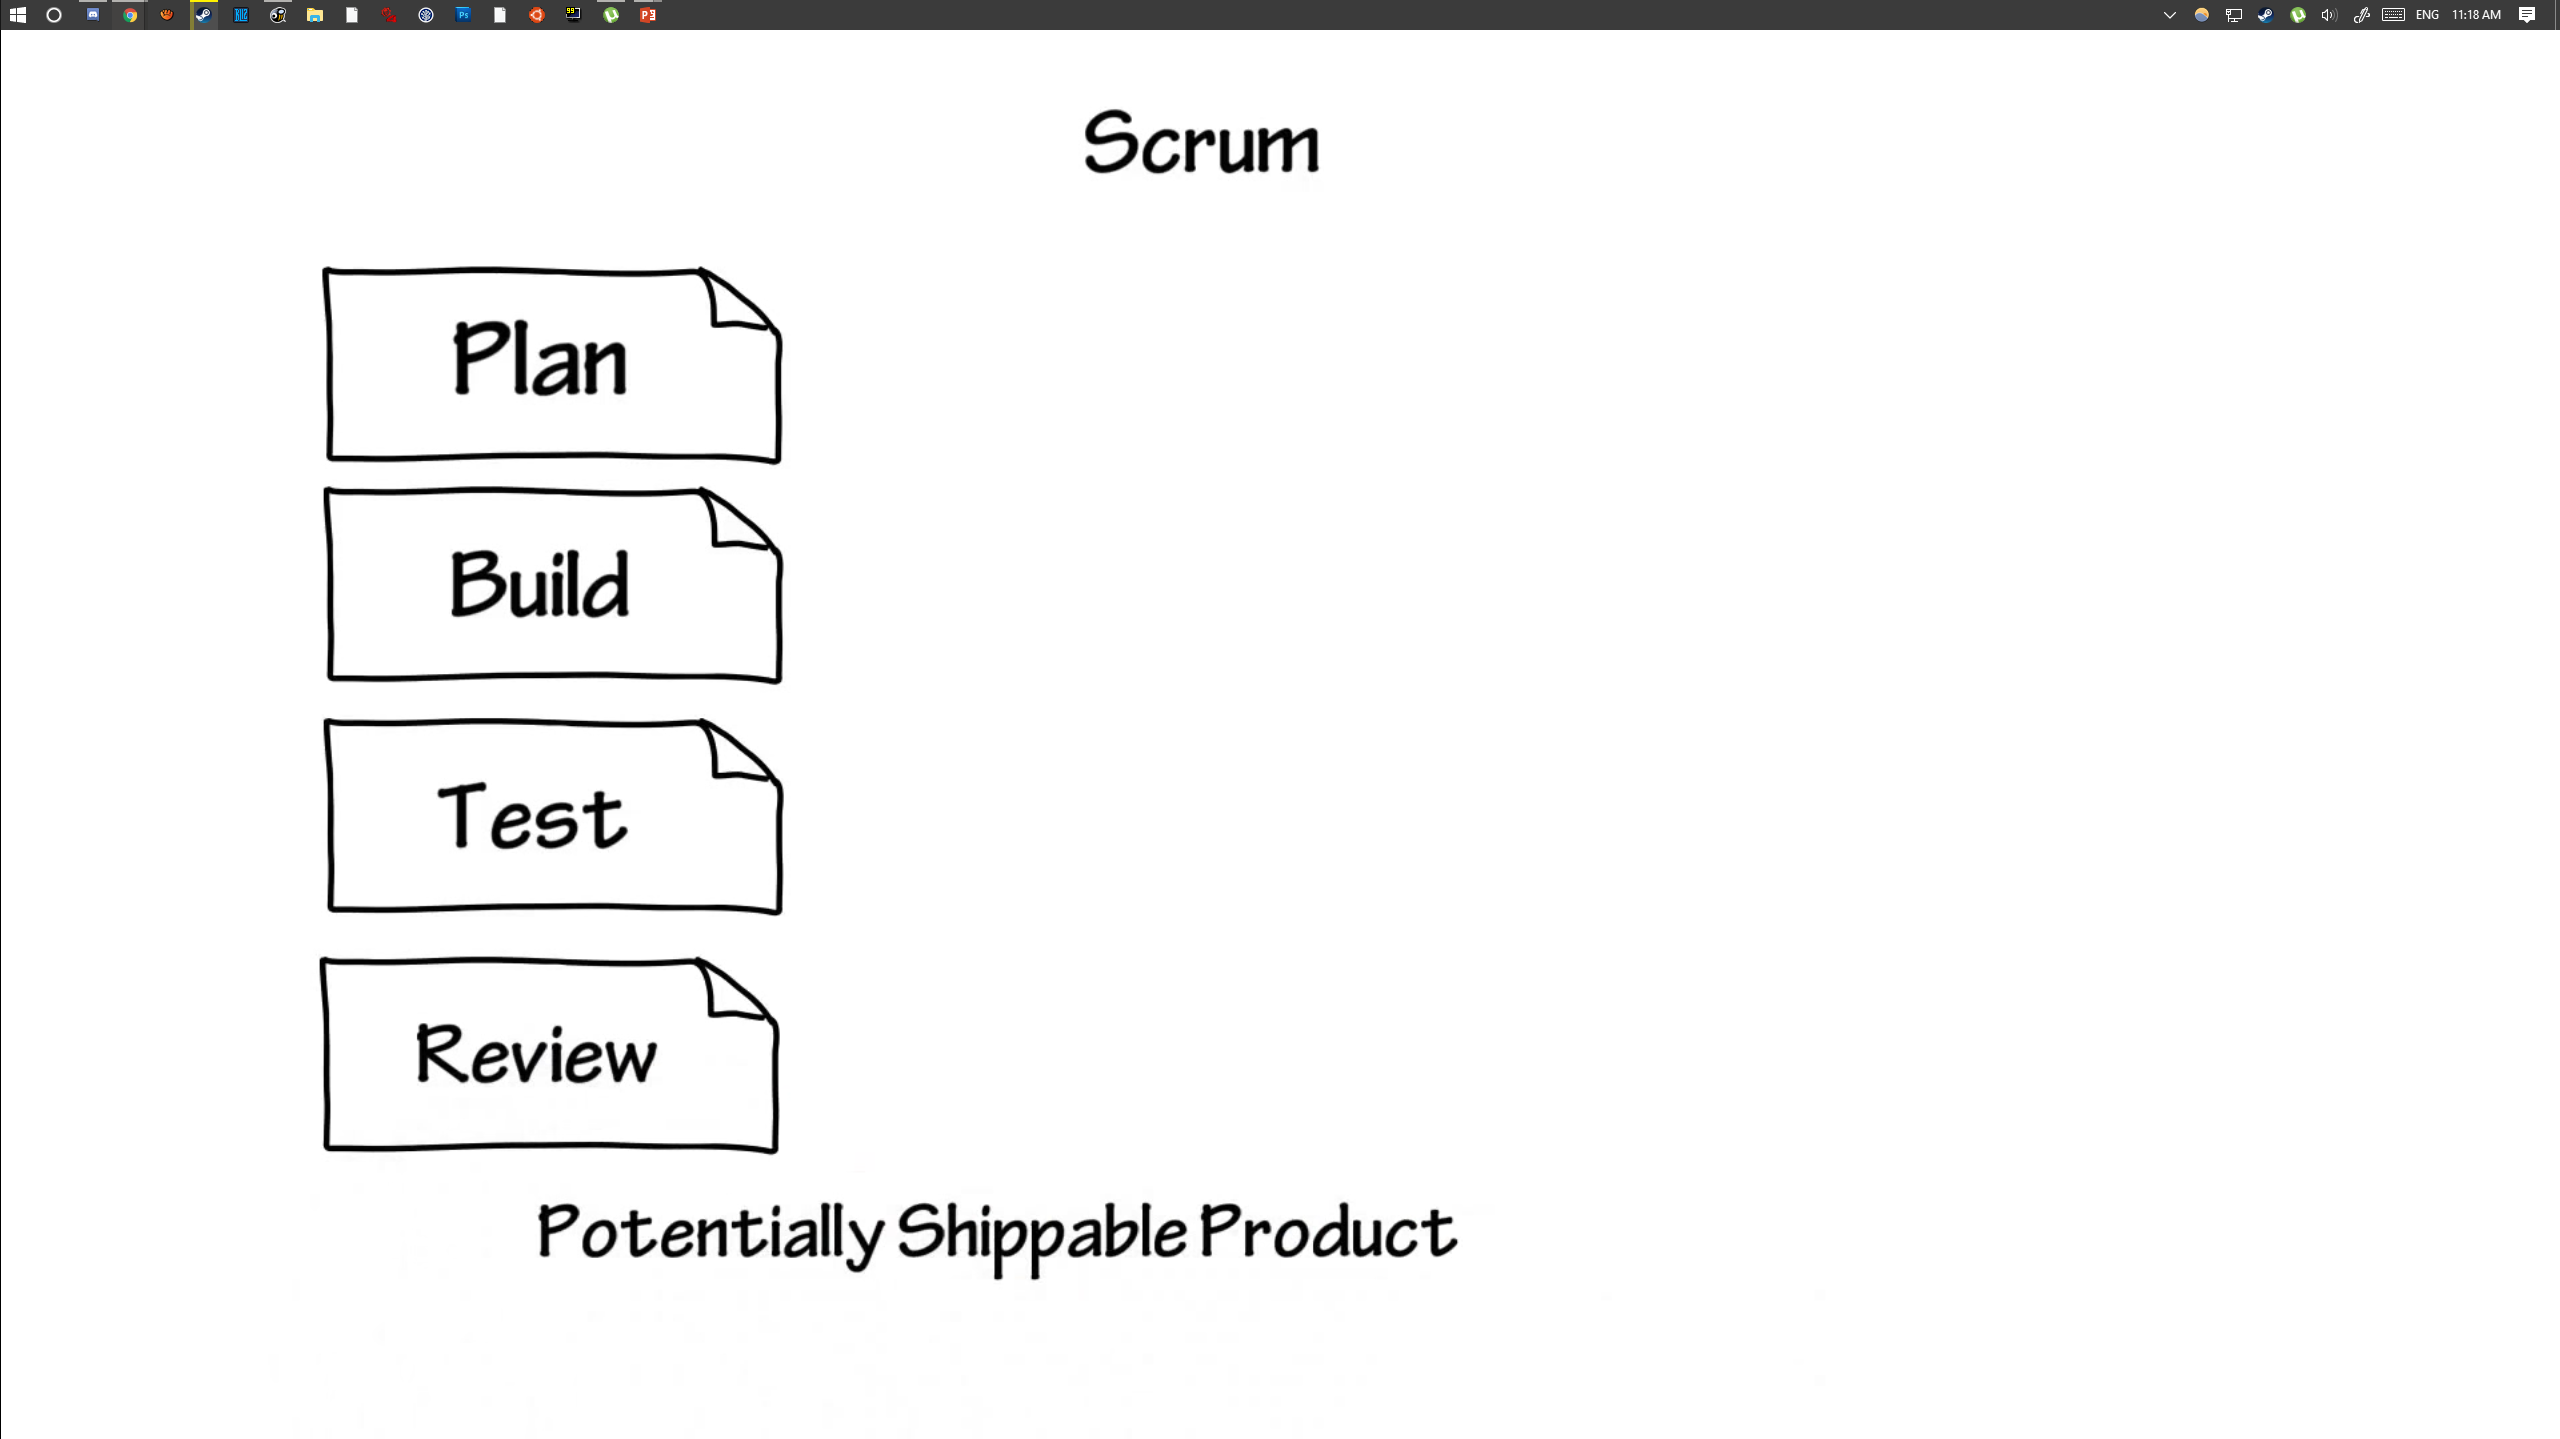 ENG 11:18 AM
Scrum
Plan
Build
Test
Review
Potentially Shippable Product